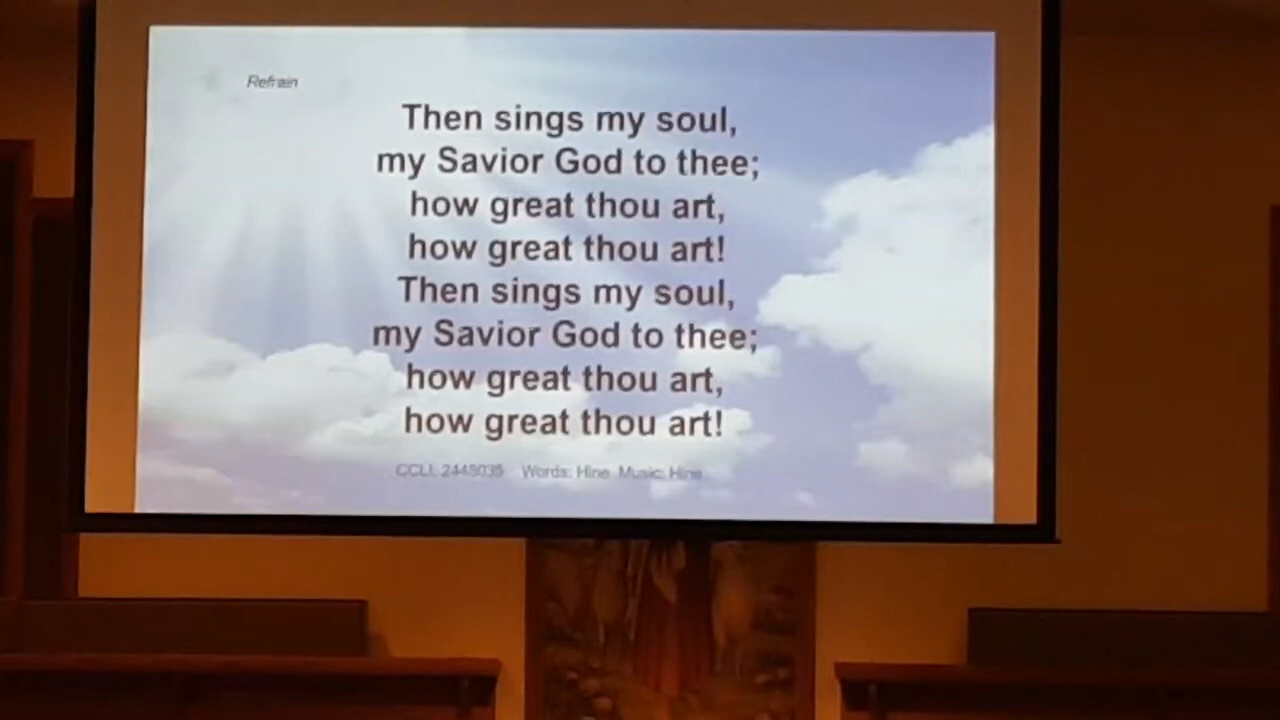 Refrain
Then sings my soul,
my Savior God to thee;
how great thou art,
how great thou art!
Then sings my soul,
my Savior God to thee;
how great thou art,
how great thou art!
Words: Hine Music: Hine